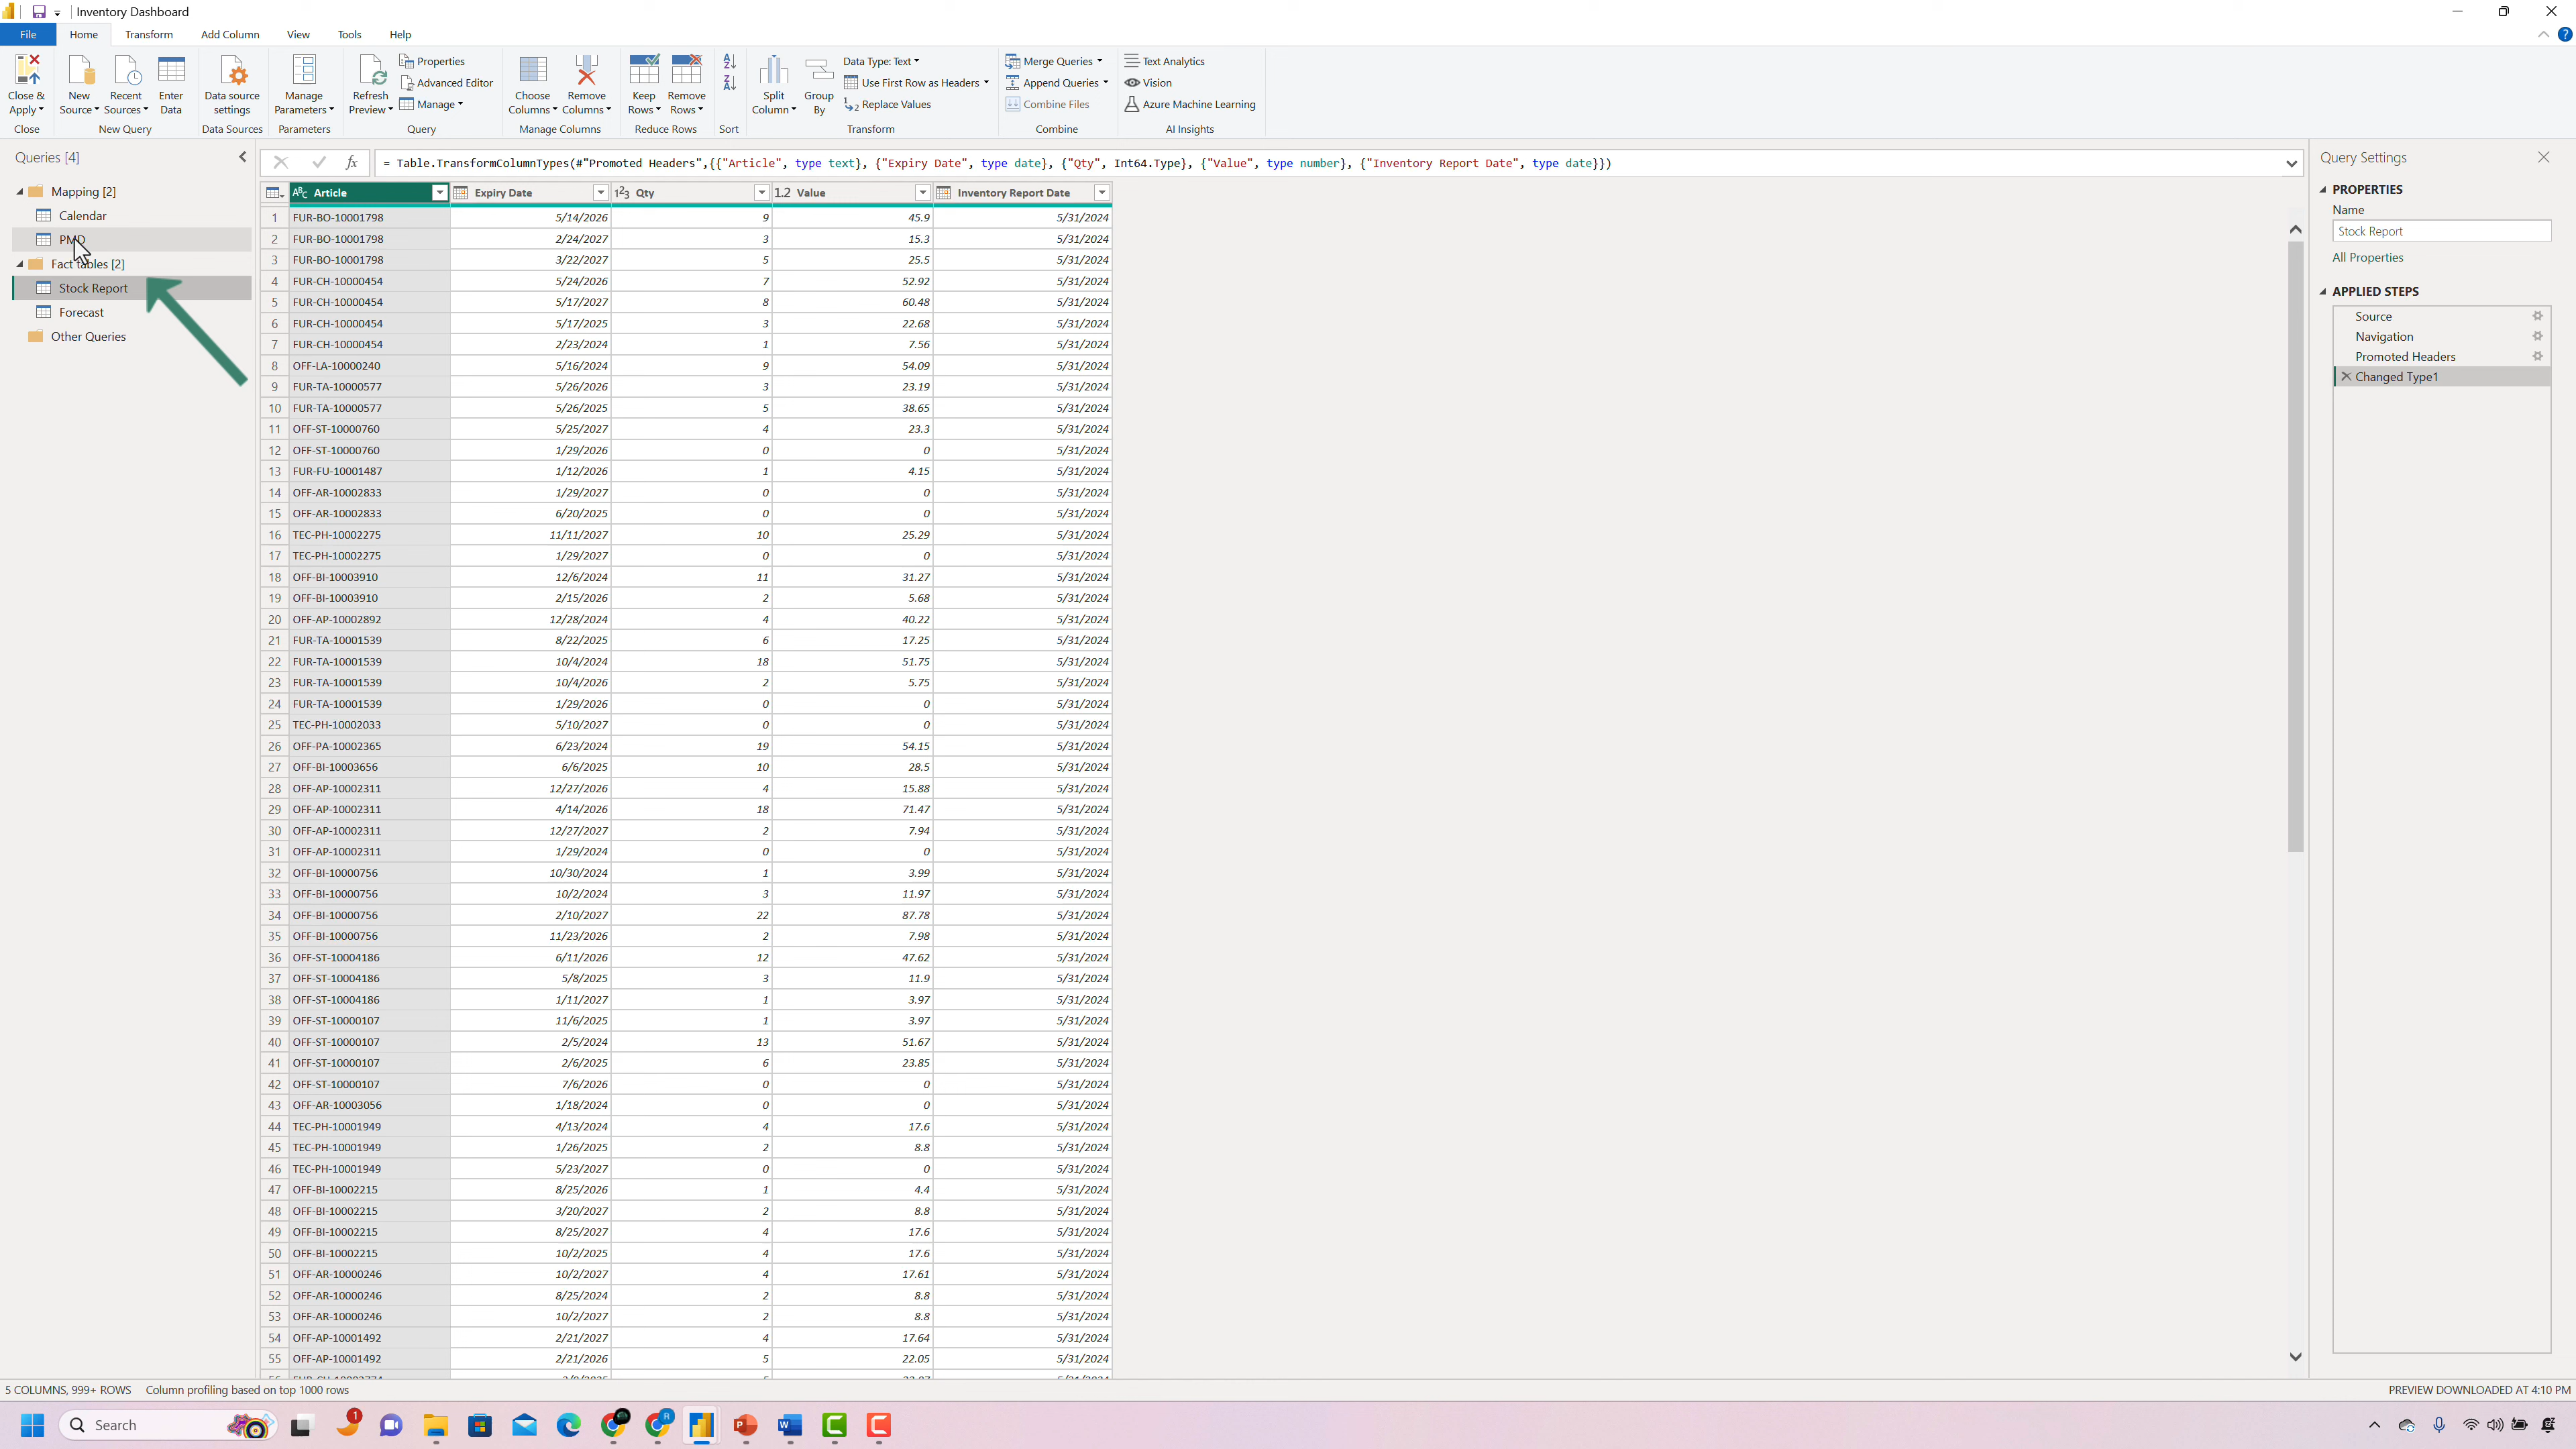 Inventory Dashboard
File Home Transform Add Column View Tools Help
Close & Apply New Source Recent Sources Enter Data Data source settings Manage Parameters Refresh Preview Properties Advanced Editor Manage Choose Columns Remove Columns Keep Rows Remove Rows Split Column Group By Data Type: Text Use First Row as Headers Replace Values Merge Queries Append Queries Combine Files Text Analytics Vision Azure Machine Learning
Close New Query Data Sources Parameters Query Manage Columns Reduce Rows Sort Transform Combine AI Insights
Queries [4]
Mapping [2]
Calendar
PMD
Fact tables [2]
Stock Report
Forecast
Other Queries
= Table.TransformColumnTypes(#"Promoted Headers",{{"Article", type text}, {"Expiry Date", type date}, {"Qty", Int64.Type}, {"Value", type number}, {"Inventory Report Date", type date}})
Article Expiry Date Qty Value Inventory Report Date
1 FUR-BO-10001798 5/14/2026 9 45.9 5/31/2024
2 FUR-BO-10001798 2/24/2027 3 15.3 5/31/2024
3 FUR-BO-10001798 3/22/2027 5 25.5 5/31/2024
4 FUR-CH-10000454 5/24/2026 7 52.92 5/31/2024
5 FUR-CH-10000454 5/17/2027 8 60.48 5/31/2024
6 FUR-CH-10000454 5/17/2025 3 22.68 5/31/2024
7 FUR-CH-10000454 2/23/2024 1 7.56 5/31/2024
8 OFF-LA-10000240 5/16/2024 9 54.09 5/31/2024
9 FUR-TA-10000577 5/26/2026 3 23.19 5/31/2024
10 FUR-TA-10000577 5/26/2025 5 38.65 5/31/2024
11 OFF-ST-10000760 5/25/2027 4 23.3 5/31/2024
12 OFF-ST-10000760 1/29/2026 0 0 5/31/2024
13 FUR-FU-10001487 1/12/2026 1 4.15 5/31/2024
14 OFF-AR-10002833 1/29/2027 0 0 5/31/2024
15 OFF-AR-10002833 6/20/2025 0 0 5/31/2024
16 TEC-PH-10002275 11/11/2027 10 25.29 5/31/2024
17 TEC-PH-10002275 1/29/2027 0 0 5/31/2024
18 OFF-BI-10003910 12/6/2024 11 31.27 5/31/2024
19 OFF-BI-10003910 2/15/2026 2 5.68 5/31/2024
20 OFF-AP-10002892 12/28/2024 4 40.22 5/31/2024
21 FUR-TA-10001539 8/22/2025 6 17.25 5/31/2024
22 FUR-TA-10001539 10/4/2024 18 51.75 5/31/2024
23 FUR-TA-10001539 10/4/2026 2 5.75 5/31/2024
24 FUR-TA-10001539 1/29/2026 0 0 5/31/2024
25 TEC-PH-10002033 5/10/2027 0 0 5/31/2024
26 OFF-PA-10002365 6/23/2024 19 54.15 5/31/2024
27 OFF-BI-10003656 6/6/2025 10 28.5 5/31/2024
28 OFF-AP-10002311 12/27/2026 4 15.88 5/31/2024
29 OFF-AP-10002311 4/14/2026 18 71.47 5/31/2024
30 OFF-AP-10002311 12/27/2027 2 7.94 5/31/2024
31 OFF-AP-10002311 1/29/2024 0 0 5/31/2024
32 OFF-BI-10000756 10/30/2024 1 3.99 5/31/2024
33 OFF-BI-10000756 10/2/2024 3 11.97 5/31/2024
34 OFF-BI-10000756 2/10/2027 22 87.78 5/31/2024
35 OFF-BI-10000756 11/23/2026 2 7.98 5/31/2024
36 OFF-ST-10004186 6/11/2026 12 47.62 5/31/2024
37 OFF-ST-10004186 5/8/2025 3 11.9 5/31/2024
38 OFF-ST-10004186 1/11/2027 1 3.97 5/31/2024
39 OFF-ST-10000107 11/6/2025 1 3.97 5/31/2024
40 OFF-ST-10000107 2/5/2024 13 51.67 5/31/2024
41 OFF-ST-10000107 2/6/2025 6 23.85 5/31/2024
42 OFF-ST-10000107 7/6/2026 0 0 5/31/2024
43 OFF-AR-10003056 1/18/2024 0 0 5/31/2024
44 TEC-PH-10001949 4/13/2024 4 17.6 5/31/2024
45 TEC-PH-10001949 1/26/2025 2 8.8 5/31/2024
46 TEC-PH-10001949 5/23/2027 0 0 5/31/2024
47 OFF-BI-10002215 8/25/2026 1 4.4 5/31/2024
48 OFF-BI-10002215 3/20/2027 2 8.8 5/31/2024
49 OFF-BI-10002215 8/25/2027 4 17.6 5/31/2024
50 OFF-BI-10002215 10/2/2025 4 17.6 5/31/2024
51 OFF-AR-10000246 10/2/2027 4 17.61 5/31/2024
52 OFF-AR-10000246 8/25/2024 2 8.8 5/31/2024
53 OFF-AR-10000246 10/2/2027 2 8.8 5/31/2024
54 OFF-AP-10001492 2/21/2027 4 17.64 5/31/2024
55 OFF-AP-10001492 2/21/2026 5 22.05 5/31/2024
Query Settings
PROPERTIES
Name
Stock Report
All Properties
APPLIED STEPS
Source
Navigation
Promoted Headers
Changed Type1
5 COLUMNS, 999+ ROWS Column profiling based on top 1000 rows PREVIEW DOWNLOADED AT 4:10 PM
Search